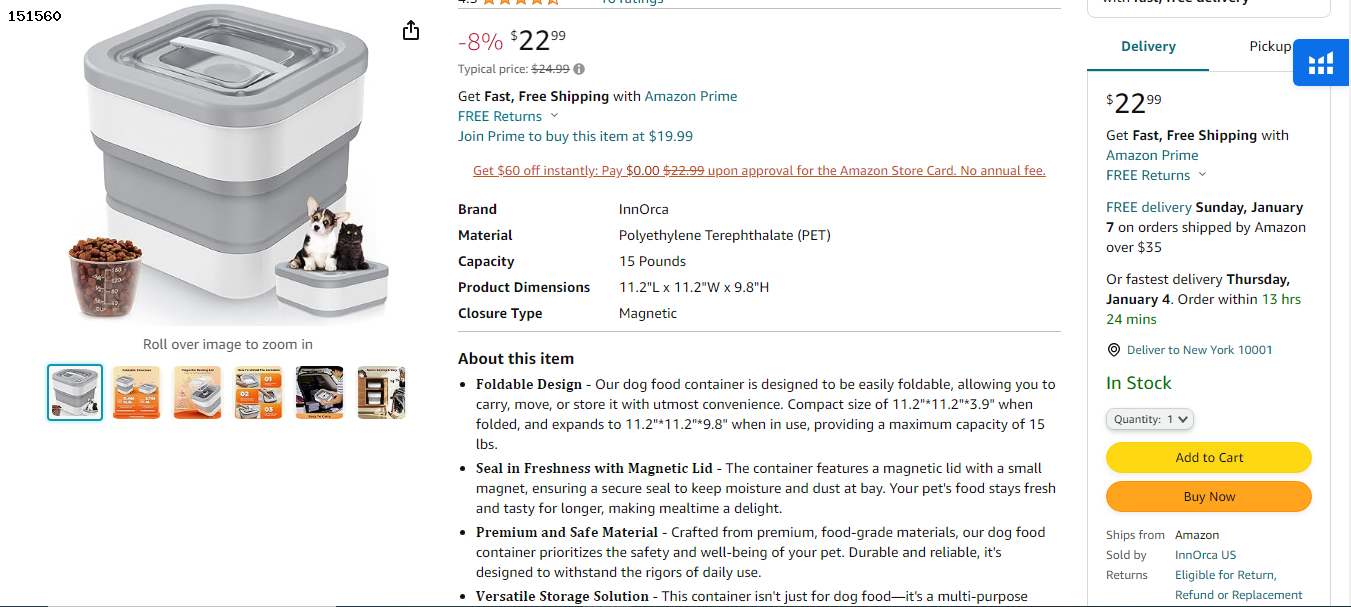 151560
-8% $22.99
Typical price: $24.99
Get Fast, Free Shipping with Amazon Prime
FREE Returns
Join Prime to buy this item at $19.99
Get $60 off instantly: Pay $0.00 $22.99 upon approval for the Amazon Store Card. No annual fee.
Brand InnOrca
Material Polyethylene Terephthalate (PET)
Capacity 15 Pounds
Product Dimensions 11.2"L x 11.2"W x 9.8"H
Closure Type Magnetic
Roll over image to zoom in
About this item
Foldable Design - Our dog food container is designed to be easily foldable, allowing you to
carry, move, or store it with utmost convenience. Compact size of 11.2"*11.2"*3.9" when
folded, and expands to 11.2"*11.2"*9.8" when in use, providing a maximum capacity of 15
lbs.
Seal in Freshness with Magnetic Lid - The container features a magnetic lid with a small
magnet, ensuring a secure seal to keep moisture and dust at bay. Your pet's food stays fresh
and tasty for longer, making mealtime a delight.
Premium and Safe Material - Crafted from premium, food-grade materials, our dog food
container prioritizes the safety and well-being of your pet. Durable and reliable, it's
designed to withstand the rigors of daily use.
Versatile Storage Solution - This container isn't just for dog food—it's a multi-purpose
Delivery Pickup
$22.99
Get Fast, Free Shipping with
Amazon Prime
FREE Returns
FREE delivery Sunday, January
7 on orders shipped by Amazon
over $35
Or fastest delivery Thursday,
January 4. Order within 13 hrs
24 mins
Deliver to New York 10001
In Stock
Quantity: 1
Add to Cart
Buy Now
Ships from Amazon
Sold by InnOrca US
Returns Eligible for Return,
Refund or Replacement